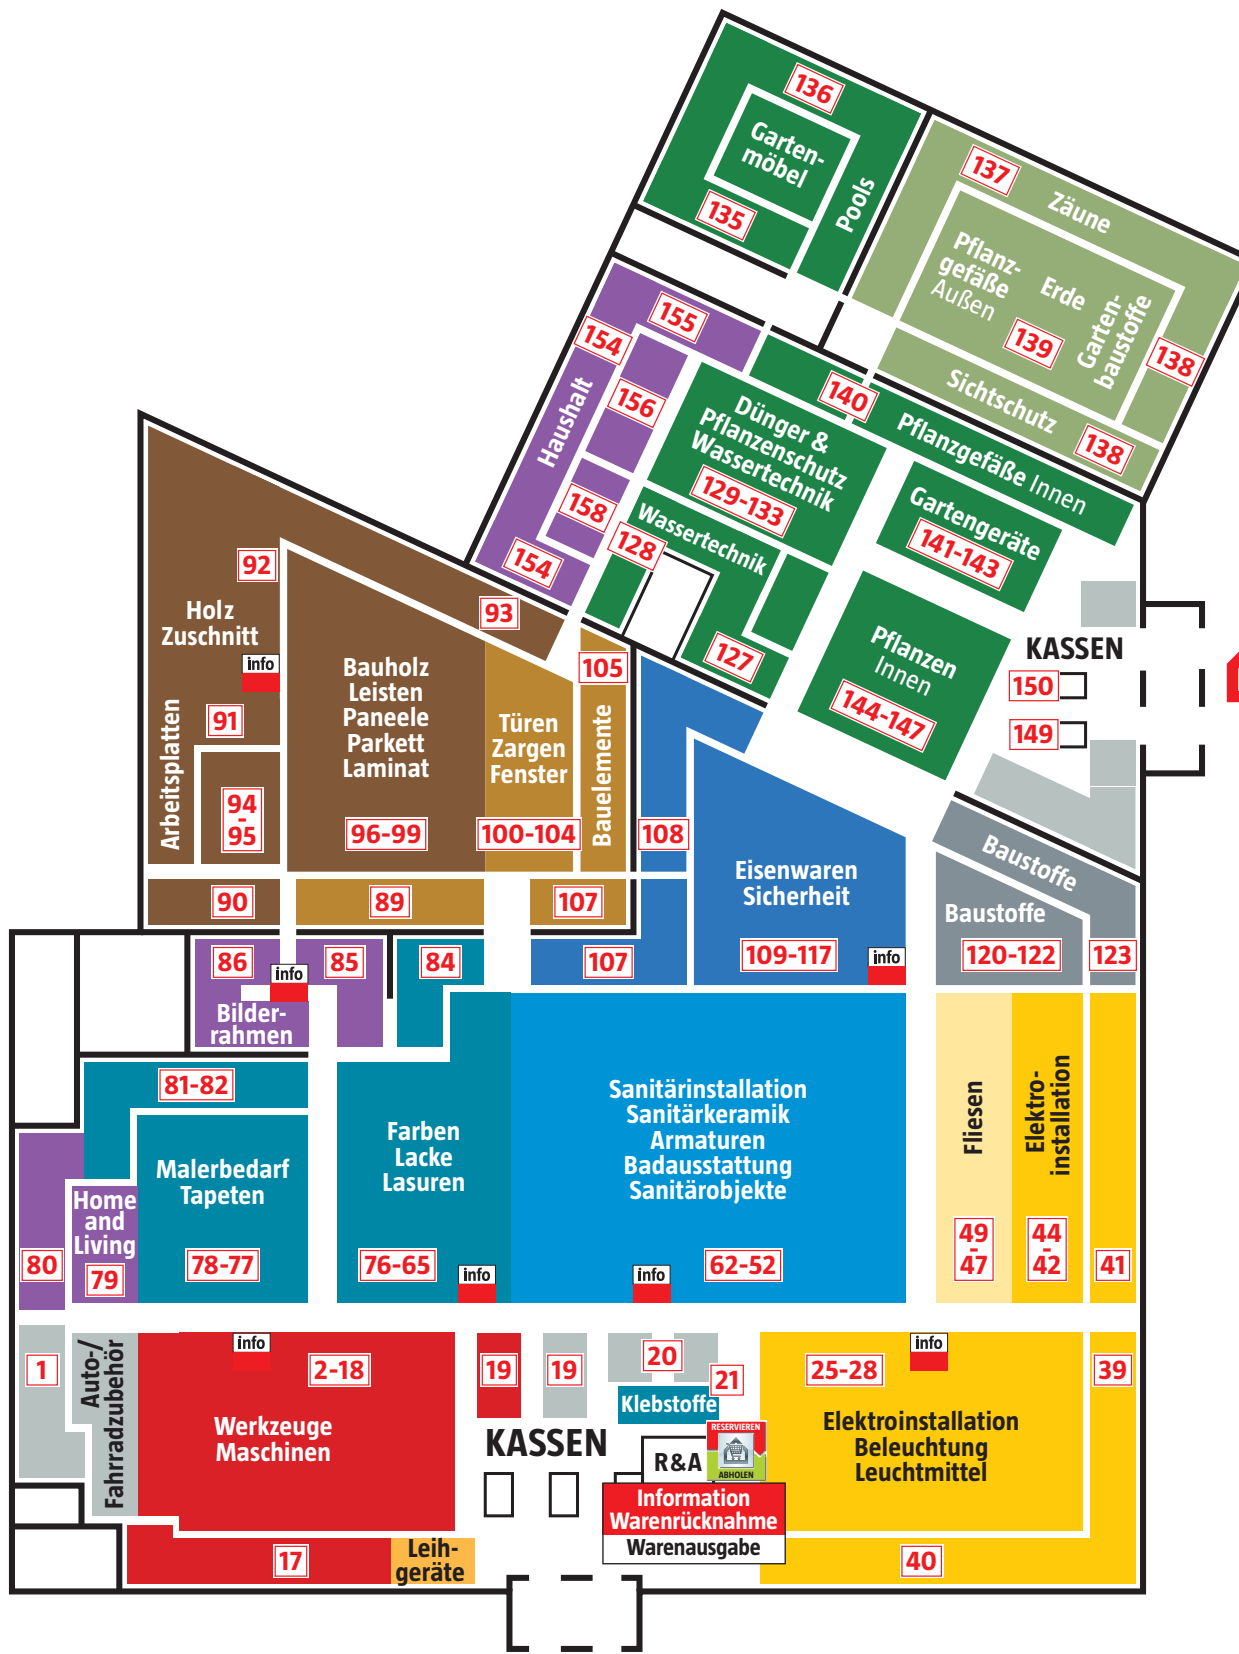 136
Garten-
möbel
135
Pools
137
Zäune
Pflanz-
gefäße
Außen
Erde
139
Garten-
baustoffe
138
Sichtschutz
138
155
154
Haushalt
156
158
154
140
Pflanzgefäße Innen
Dünger &
Pflanzenschutz
Wassertechnik
129-133
Gartengeräte
141-143
Wassertechnik
128
127
Pflanzen
Innen
144-147
KASSEN
150
149
92
Holz
Zuschnitt
info
91
Arbeitsplatten
94
-
95
93
Bauholz
Leisten
Paneele
Parkett
Laminat
96-99
Türen
Zargen
Fenster
100-104
105
Bauelemente
108
Eisenwaren
Sicherheit
109-117
info
Baustoffe
Baustoffe
120-122
123
90
89
107
86
info
85
84
107
Bilder-
rahmen
81-82
Malerbedarf
Tapeten
78-77
Home
and
Living
79
80
Farben
Lacke
Lasuren
76-65
info
Sanitärinstallation
Sanitärkeramik
Armaturen
Badausstattung
Sanitärobjekte
info
62-52
Fliesen
49
-
47
Elektro-
installation
44
-
42
41
1
Auto-/
Fahrradzubehör
info
2-18
Werkzeuge
Maschinen
17
Leih-
geräte
19
19
20
21
Klebstoffe
KASSEN
R&A
RESERVIEREN
ABHOLEN
Information
Warenrücknahme
Warenausgabe
25-28
info
39
Elektroinstallation
Beleuchtung
Leuchtmittel
40